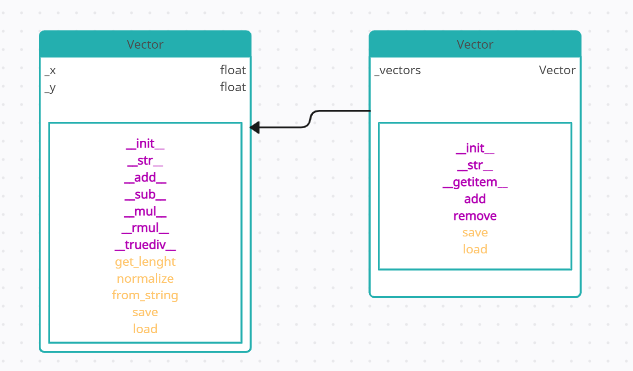 Vector
_x float
_y float
__init__
__str__
__add__
__sub__
__mul__
__rmul__
__truediv__
get_lenght
normalize
from_string
save
load
Vector
_vectors Vector
__init__
__str__
__getitem__
add
remove
save
load